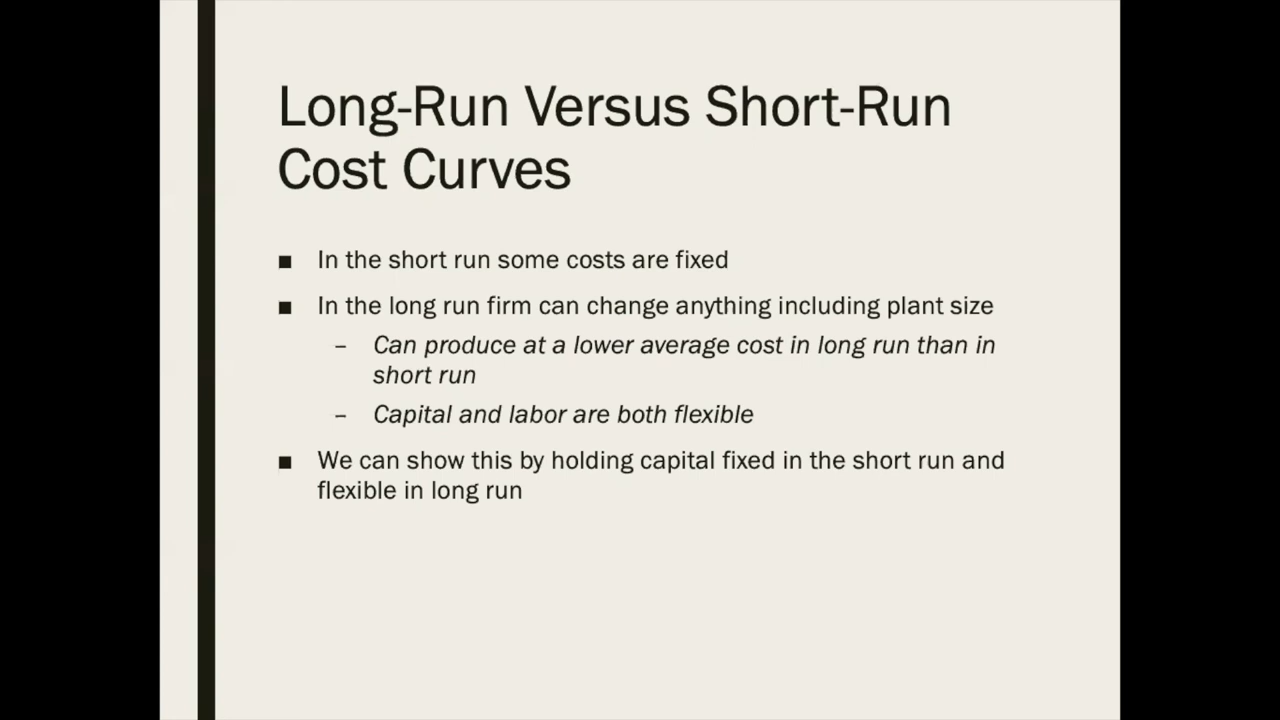 Long-Run Versus Short-Run
Cost Curves
■ In the short run some costs are fixed
■ In the long run firm can change anything including plant size
– Can produce at a lower average cost in long run than in
short run
– Capital and labor are both flexible
■ We can show this by holding capital fixed in the short run and
flexible in long run